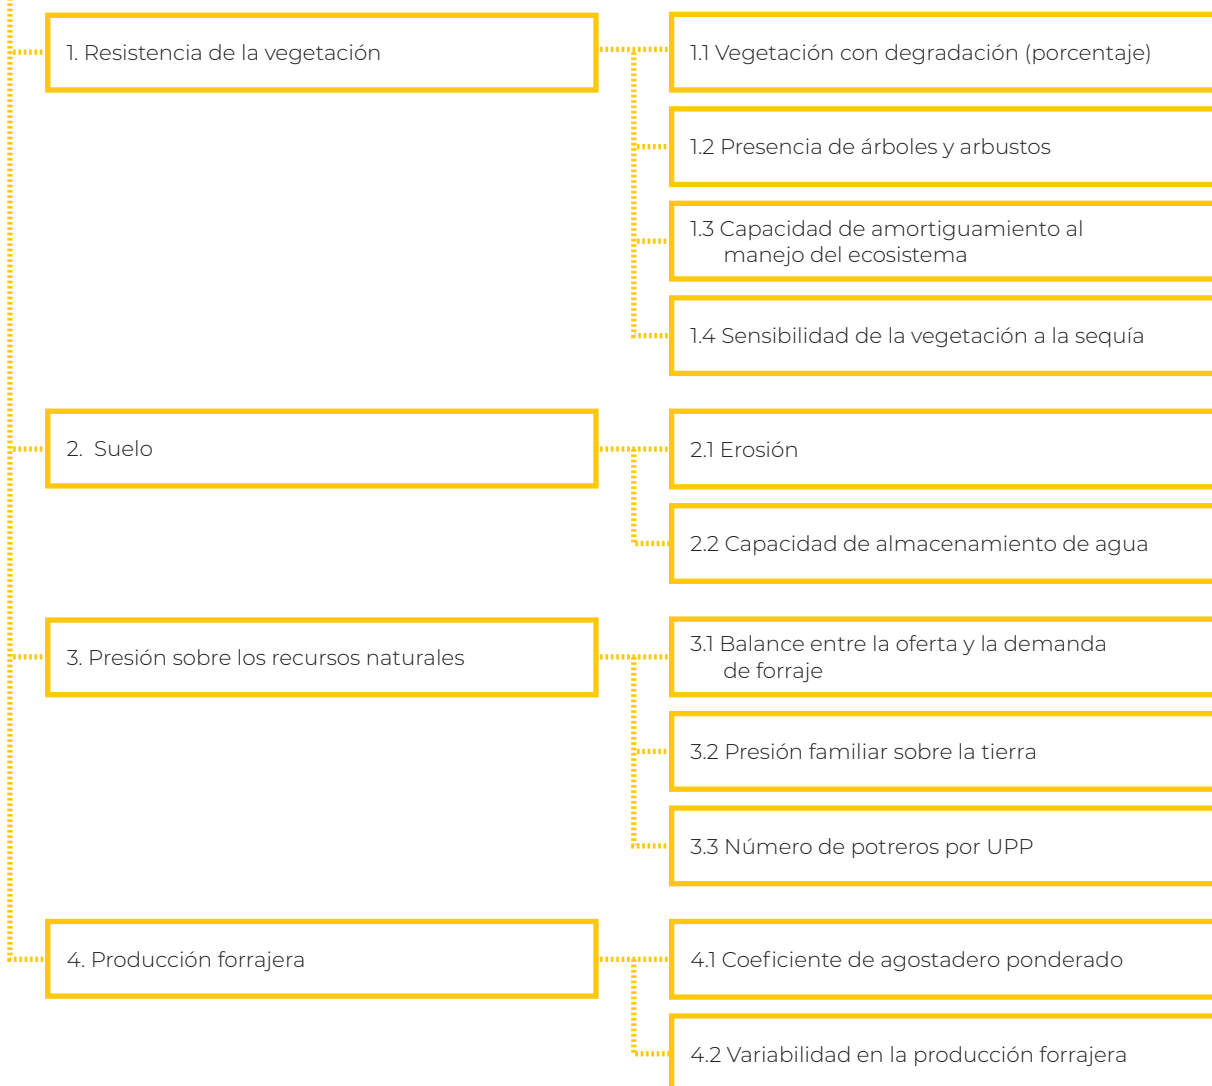 1. Resistencia de la vegetación
1.1 Vegetación con degradación (porcentaje)
1.2 Presencia de árboles y arbustos
1.3 Capacidad de amortiguamiento al
manejo del ecosistema
1.4 Sensibilidad de la vegetación a la sequía
2. Suelo
2.1 Erosión
2.2 Capacidad de almacenamiento de agua
3. Presión sobre los recursos naturales
3.1 Balance entre la oferta y la demanda
de forraje
3.2 Presión familiar sobre la tierra
3.3 Número de potreros por UPP
4. Producción forrajera
4.1 Coeficiente de agostadero ponderado
4.2 Variabilidad en la producción forrajera